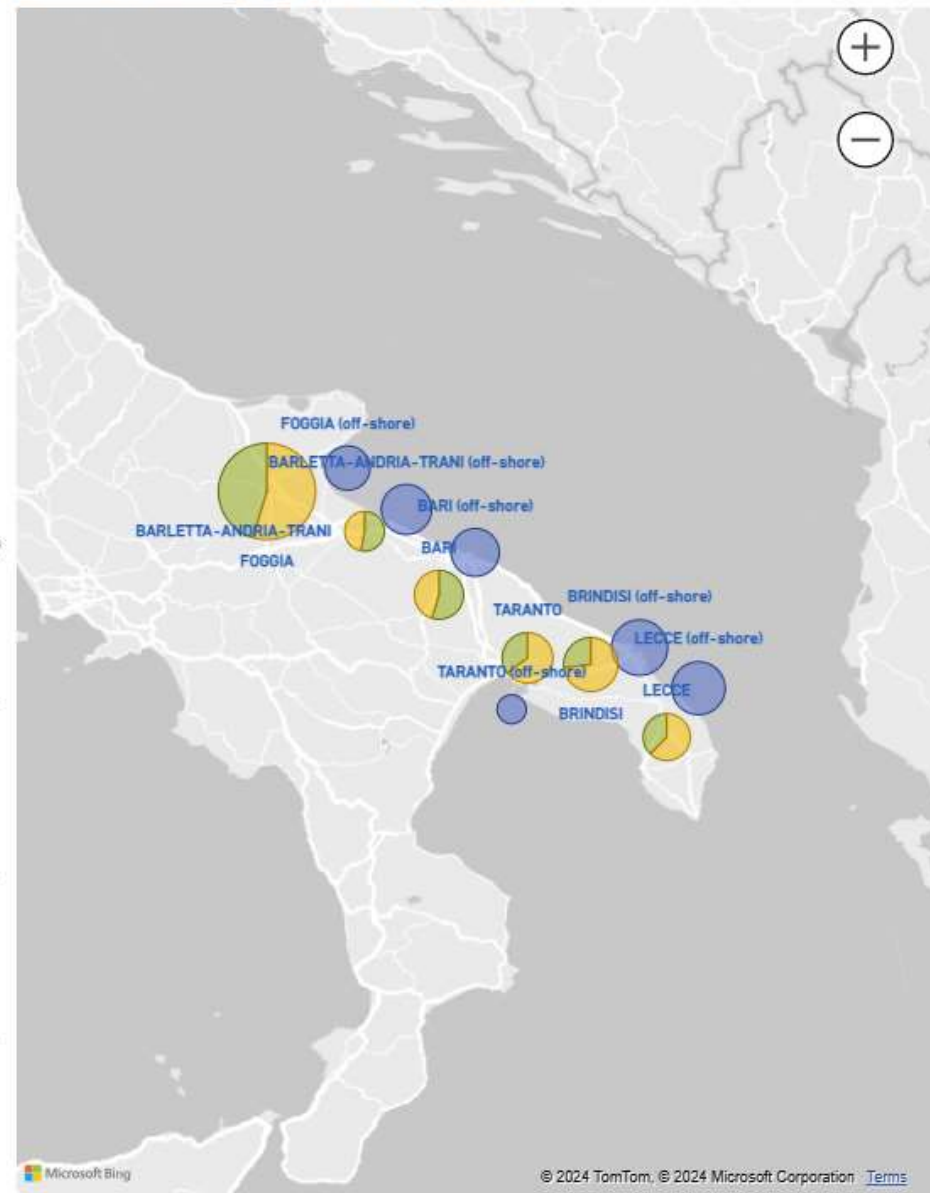 +
−
FOGGIA (off-shore)
BARLETTA-ANDRIA-TRANI (off-shore)
BARI (off-shore)
BARLETTA-ANDRIA-TRANI
BARI
FOGGIA
BRINDISI (off-shore)
TARANTO
LECCE (off-shore)
TARANTO (off-shore)
LECCE
BRINDISI
Microsoft Bing
© 2024 TomTom, © 2024 Microsoft Corporation Terms